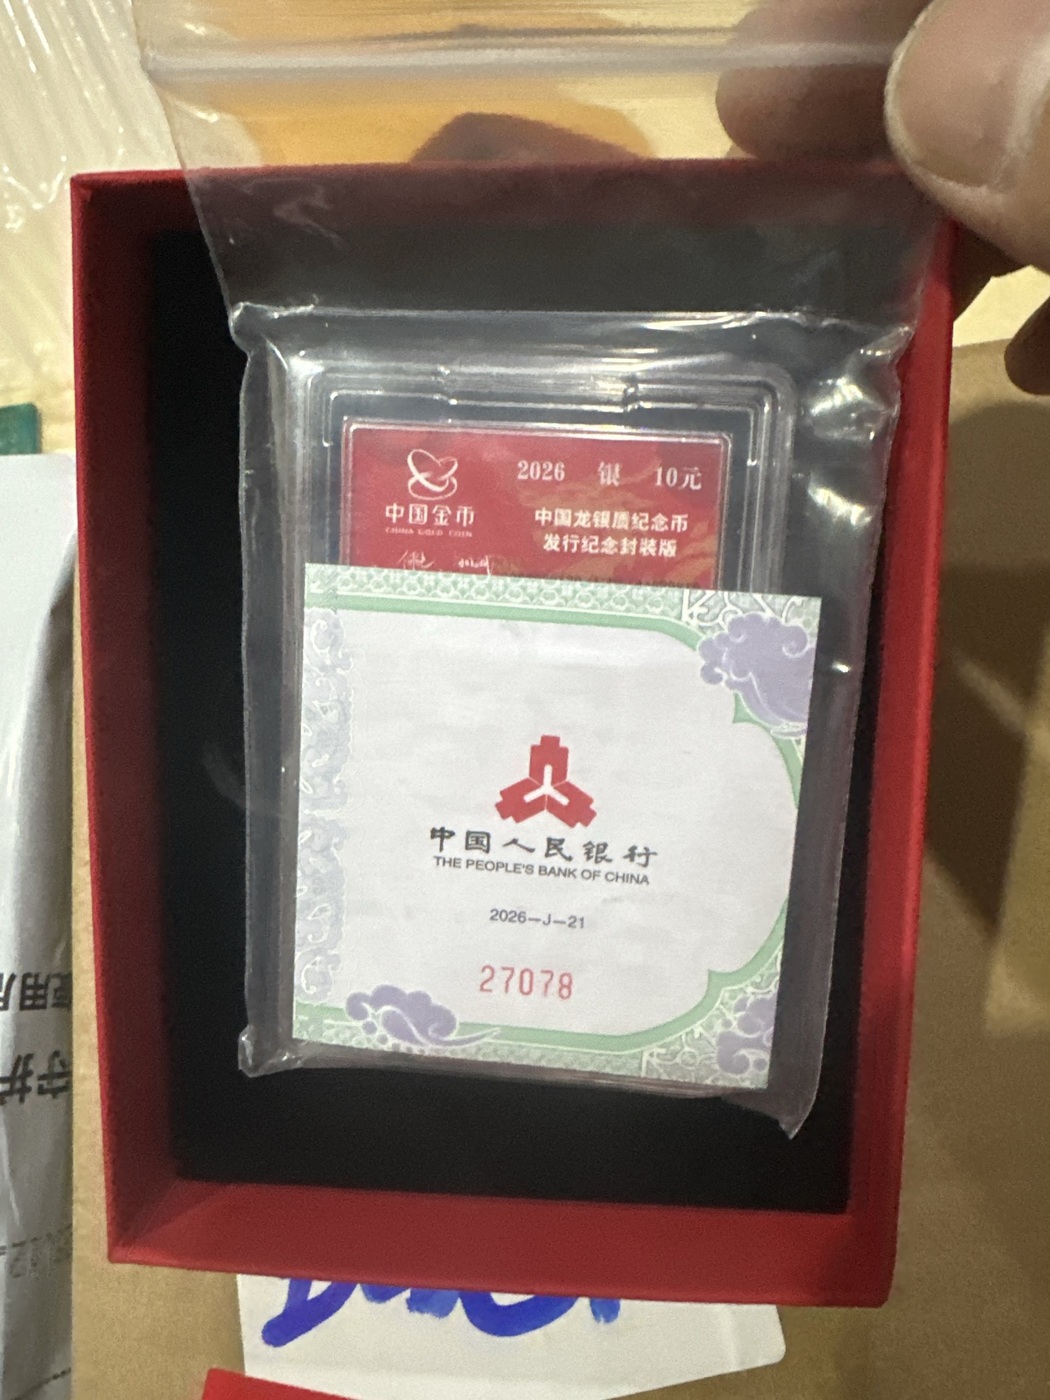 2026 银 10元
中国金币
CHINA GOLD COIN
中国龙银质纪念币
发行纪念封装版
中国人民银行
THE PEOPLE'S BANK OF CHINA
2026-J-21
27078